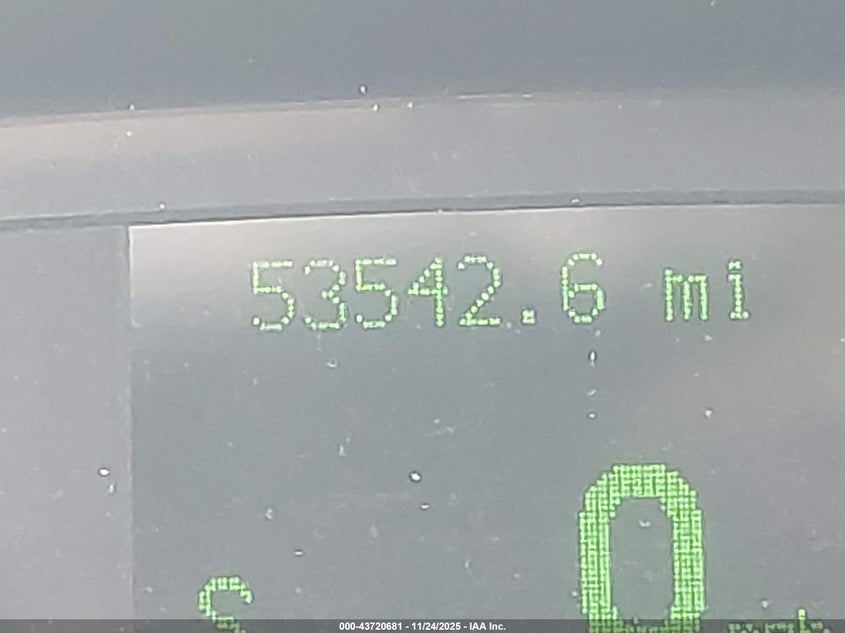 53542.6 mi
0
S
000-43720681 - 11/24/2025 - IAA Inc.